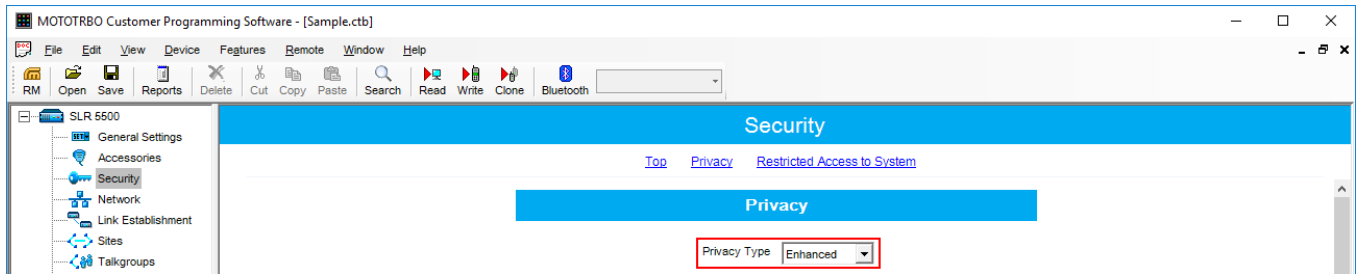 MOTOTRBO Customer Programming Software - [Sample.ctb]
File Edit View Device Features Remote Window Help
RM Open Save Reports Delete Cut Copy Paste Search Read Write Clone Bluetooth
SLR 5500
Security
General Settings
Accessories
Top Privacy Restricted Access to System
Security
Network
Privacy
Link Establishment
Sites
Privacy Type Enhanced
Talkgroups